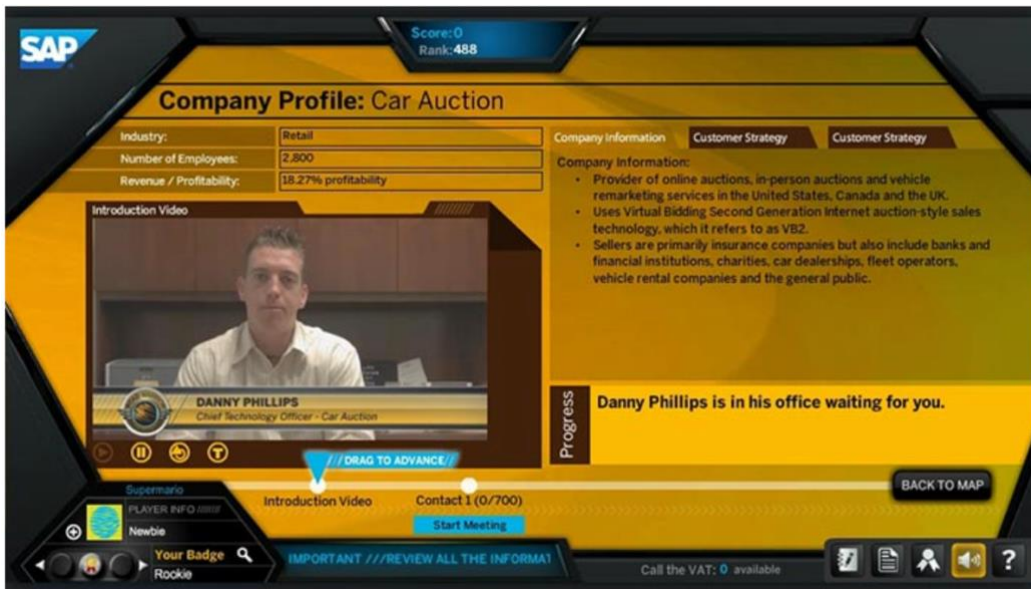 SAP
Score:0
Rank:488
Company Profile: Car Auction
Industry: Retail
Number of Employees: 2,800
Revenue / Profitability: 18.27% profitability
Introduction Video
DANNY PHILLIPS
Chief Technology Officer - Car Auction
Company Information Customer Strategy Customer Strategy
Company Information:
• Provider of online auctions, in-person auctions and vehicle
remarketing services in the United States, Canada and the UK.
• Uses Virtual Bidding Second Generation Internet auction-style sales
technology, which it refers to as VB2.
• Sellers are primarily insurance companies but also include banks and
financial institutions, charities, car dealerships, fleet operators,
vehicle rental companies and the general public.
Progress
Danny Phillips is in his office waiting for you.
T
///DRAG TO ADVANCE//
Introduction Video
Contact 1 (0/700)
Start Meeting
BACK TO MAP
Supermario
PLAYER INFO
Newbie
Your Badge
Rookie
IMPORTANT ///REVIEW ALL THE INFORMAT
Call the VAT: 0 available
?